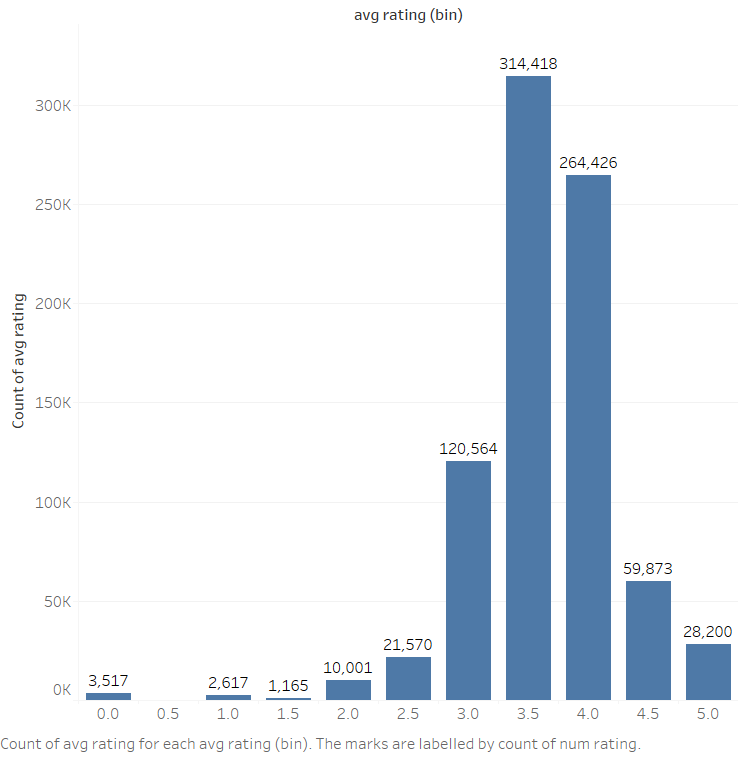 avg rating (bin)
314,418
300K
264,426
250K
200K
Count of avg rating
150K
120,564
100K
59,873
50K
28,200
21,570
10,001
3,517
2,617
1,165
0K
0.0 0.5 1.0 1.5 2.0 2.5 3.0 3.5 4.0 4.5 5.0
Count of avg rating for each avg rating (bin). The marks are labelled by count of num rating.